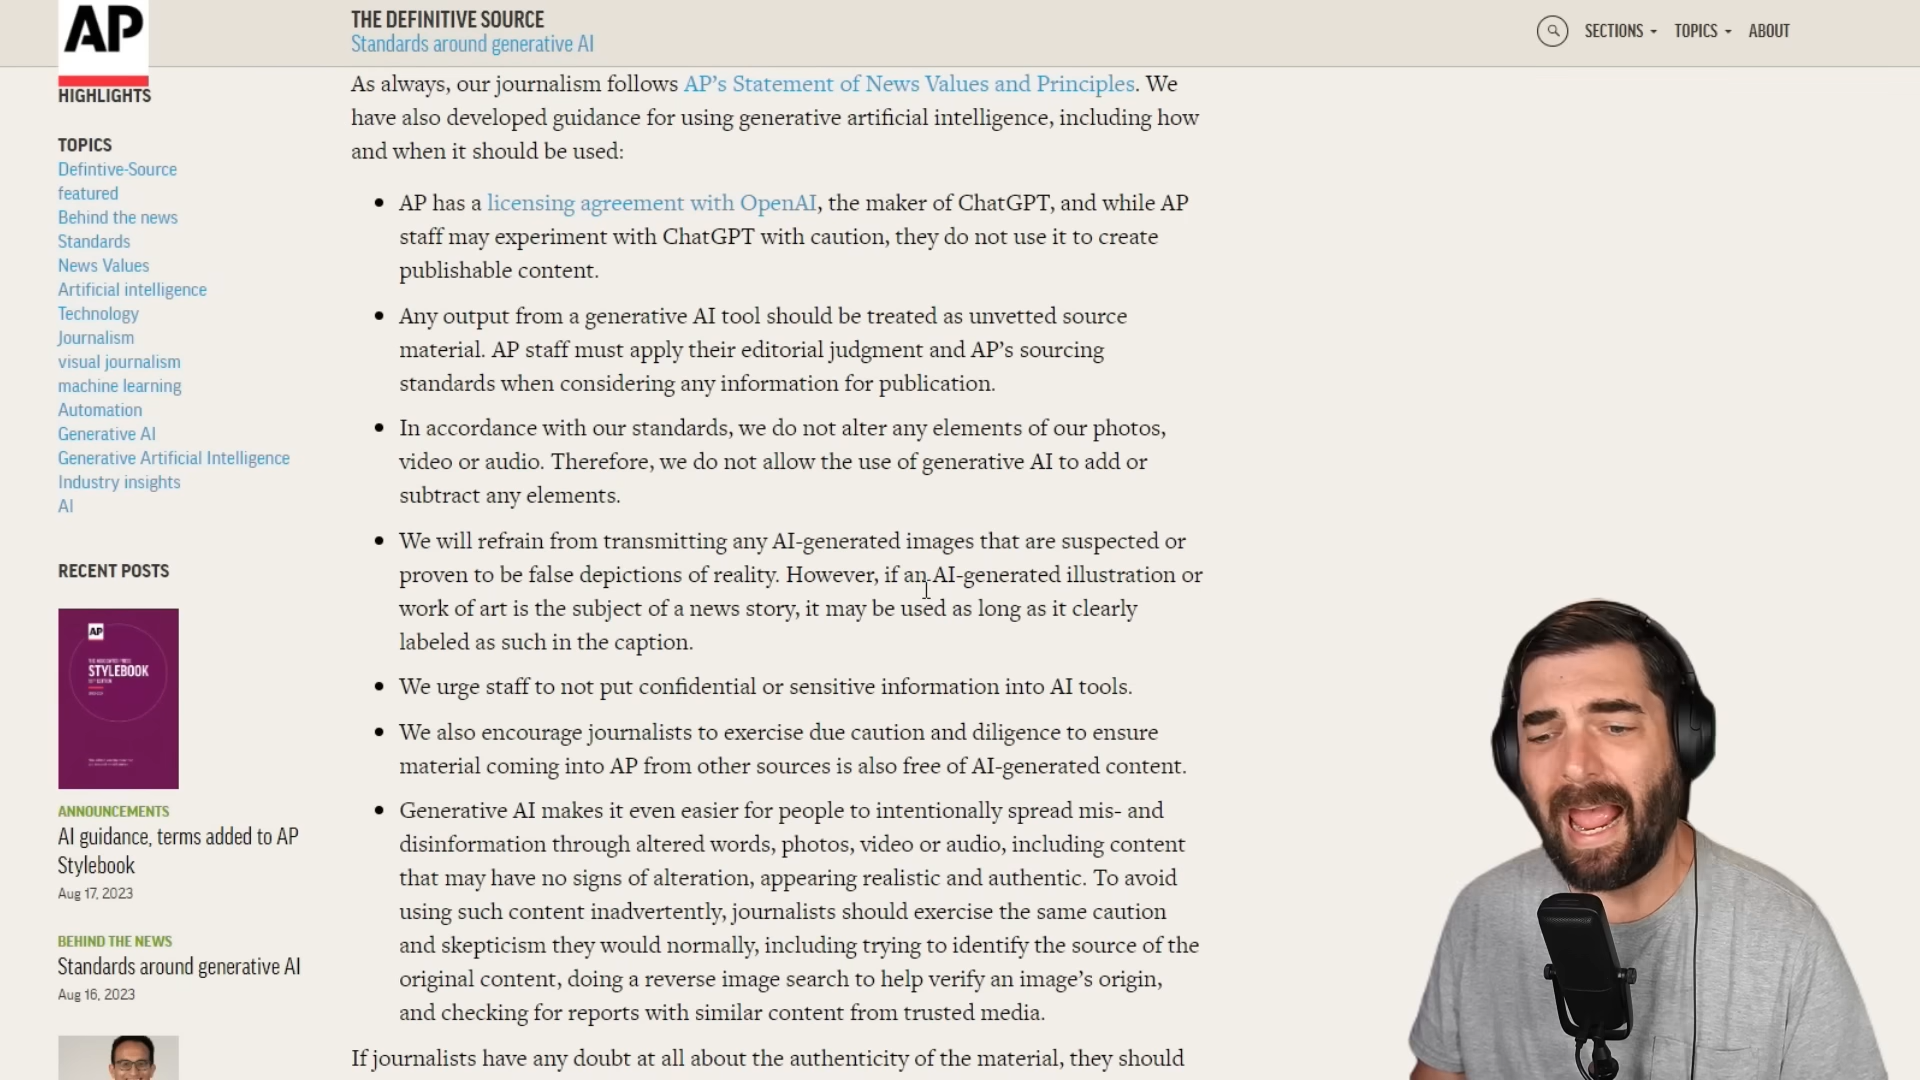 AP
THE DEFINITIVE SOURCE
Standards around generative AI
SECTIONS
TOPICS
ABOUT
HIGHLIGHTS
TOPICS
Defintive-Source
featured
Behind the news
Standards
News Values
Artificial intelligence
Technology
Journalism
visual journalism
machine learning
Automation
Generative AI
Generative Artificial Intelligence
Industry insights
AI
RECENT POSTS
AP
STYLEBOOK
ANNOUNCEMENTS
AI guidance, terms added to AP
Stylebook
Aug 17, 2023
BEHIND THE NEWS
Standards around generative AI
Aug 16, 2023
As always, our journalism follows AP’s Statement of News Values and Principles. We
have also developed guidance for using generative artificial intelligence, including how
and when it should be used:
• AP has a licensing agreement with OpenAI, the maker of ChatGPT, and while AP
staff may experiment with ChatGPT with caution, they do not use it to create
publishable content.
• Any output from a generative AI tool should be treated as unvetted source
material. AP staff must apply their editorial judgment and AP’s sourcing
standards when considering any information for publication.
• In accordance with our standards, we do not alter any elements of our photos,
video or audio. Therefore, we do not allow the use of generative AI to add or
subtract any elements.
• We will refrain from transmitting any AI-generated images that are suspected or
proven to be false depictions of reality. However, if an AI-generated illustration or
work of art is the subject of a news story, it may be used as long as it clearly
labeled as such in the caption.
• We urge staff to not put confidential or sensitive information into AI tools.
• We also encourage journalists to exercise due caution and diligence to ensure
material coming into AP from other sources is also free of AI-generated content.
• Generative AI makes it even easier for people to intentionally spread mis- and
disinformation through altered words, photos, video or audio, including content
that may have no signs of alteration, appearing realistic and authentic. To avoid
using such content inadvertently, journalists should exercise the same caution
and skepticism they would normally, including trying to identify the source of the
original content, doing a reverse image search to help verify an image’s origin,
and checking for reports with similar content from trusted media.
If journalists have any doubt at all about the authenticity of the material, they should